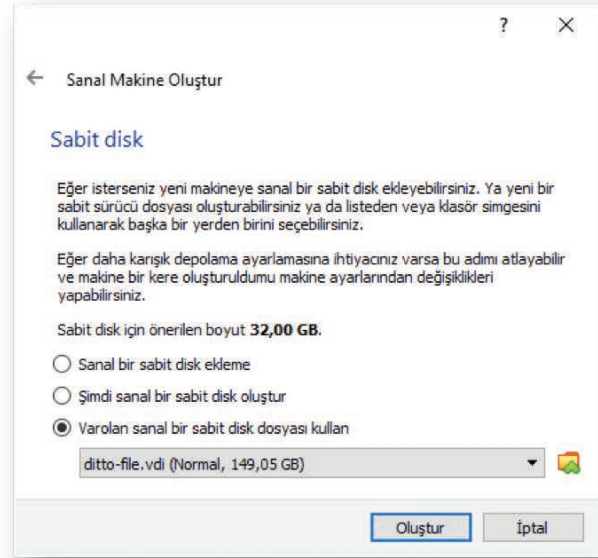 ?
Sanal Makine Oluştur
Sabit disk
Eğer isterseniz yeni makineye sanal bir sabit disk ekleyebilirsiniz. Ya yeni bir
sabit sürücü dosyası oluşturabilirsiniz ya da listeden veya klasör simgesini
kullanarak başka bir yerden birini seçebilirsiniz.
Eğer daha karışık depolama ayarlamasına ihtiyacınız varsa bu adımı atlayabilir
ve makine bir kere oluşturuldumu makine ayarlarından değişiklikleri
yapabilirsiniz.
Sabit disk için önerilen boyut 32,00 GB.
Sanal bir sabit disk ekleme
Şimdi sanal bir sabit disk oluştur
Varolan sanal bir sabit disk dosyası kullan
ditto-file.vdi (Normal, 149,05 GB)
Oluştur İptal